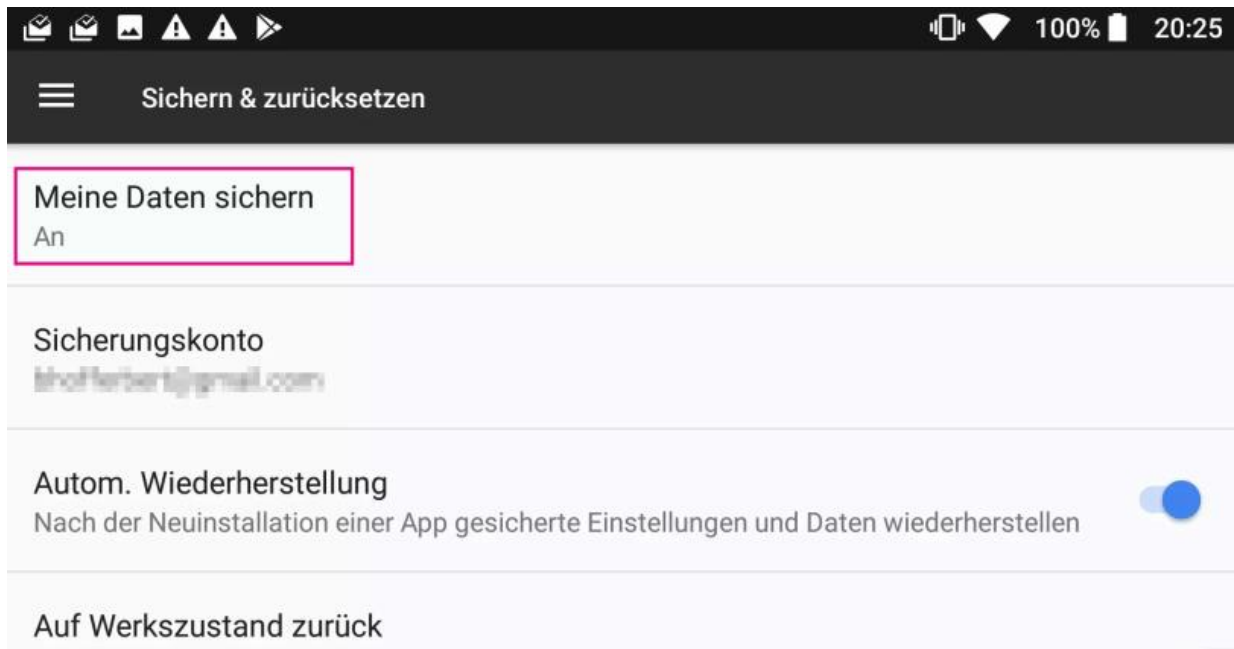 100% 20:25
Sichern & zurücksetzen
Meine Daten sichern
An
Sicherungskonto
Autom. Wiederherstellung
Nach der Neuinstallation einer App gesicherte Einstellungen und Daten wiederherstellen
Auf Werkszustand zurück